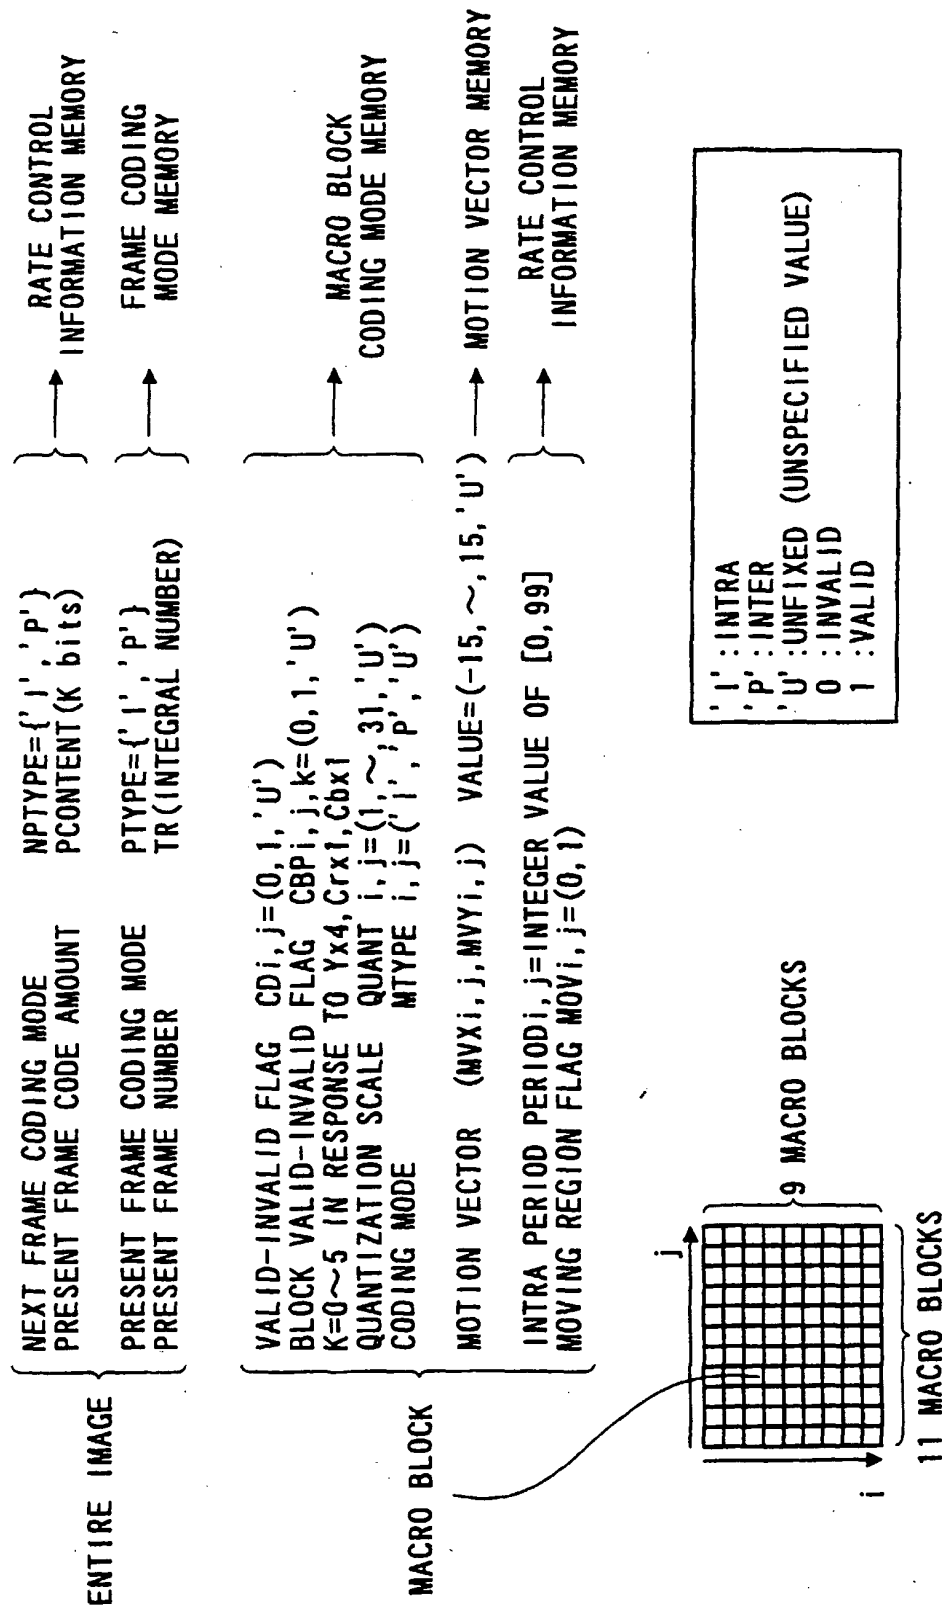 ENTIRE IMAGE
NEXT FRAME CODING MODE NPTYPE={'I','P'}
PRESENT FRAME CODE AMOUNT PCONTENT(K bits)
RATE CONTROL
INFORMATION MEMORY
PRESENT FRAME CODING MODE PTYPE={'I','P'}
PRESENT FRAME NUMBER TR(INTEGRAL NUMBER)
FRAME CODING
MODE MEMORY
MACRO BLOCK
VALID-INVALID FLAG CDi,j=(0,1,'U')
BLOCK VALID-INVALID FLAG CBPi,j,k=(0,1,'U')
K=0~5 IN RESPONSE TO Yx4,Crx1,Cbx1
QUANTIZATION SCALE QUANT i,j=(1,~,31,'U')
CODING MODE MTYPE i,j=('I','P','U')
MACRO BLOCK
CODING MODE MEMORY
MOTION VECTOR (MVXi,j,MVYi,j) VALUE=(-15,~,15,'U')
MOTION VECTOR MEMORY
INTRA PERIOD PERIODi,j=INTEGER VALUE OF [0,99]
MOVING REGION FLAG MOVi,j=(0,1)
RATE CONTROL
INFORMATION MEMORY
j
i
9 MACRO BLOCKS
11 MACRO BLOCKS
'I':INTRA
'P':INTER
'U':UNFIXED (UNSPECIFIED VALUE)
0 :INVALID
1 :VALID